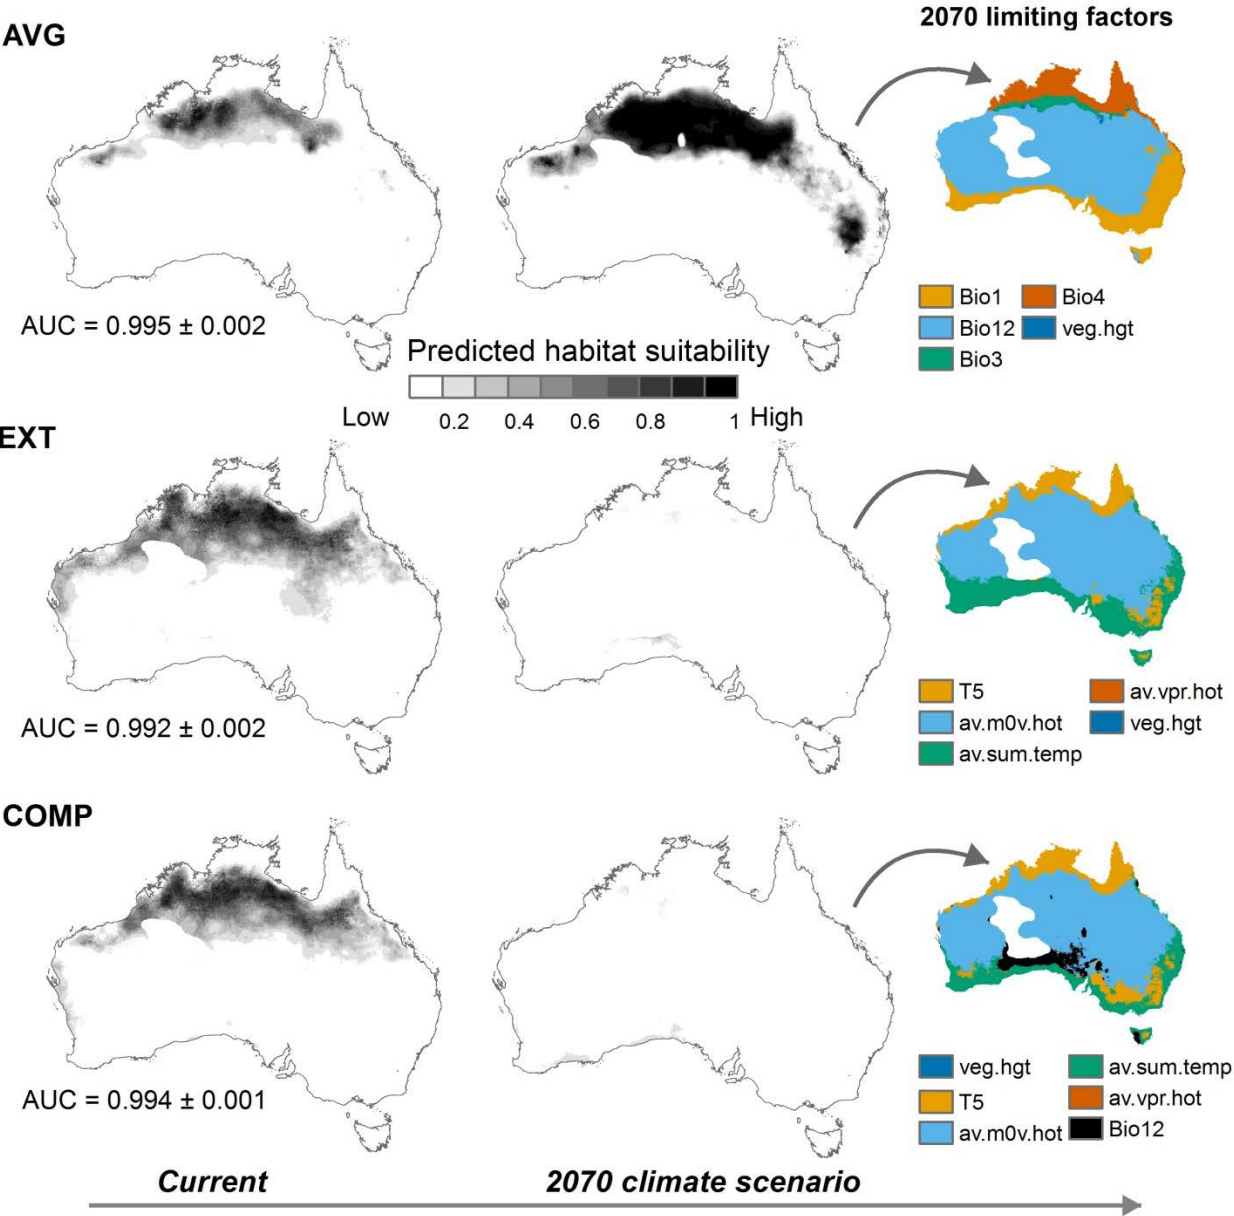 AVG
2070 limiting factors
AUC = 0.995 ± 0.002
Bio1
Bio4
Bio12
veg.hgt
Bio3
Predicted habitat suitability
Low 0.2 0.4 0.6 0.8 1 High
EXT
AUC = 0.992 ± 0.002
T5
av.vpr.hot
av.m0v.hot
veg.hgt
av.sum.temp
COMP
AUC = 0.994 ± 0.001
veg.hgt
av.sum.temp
T5
av.vpr.hot
av.m0v.hot
Bio12
Current
2070 climate scenario